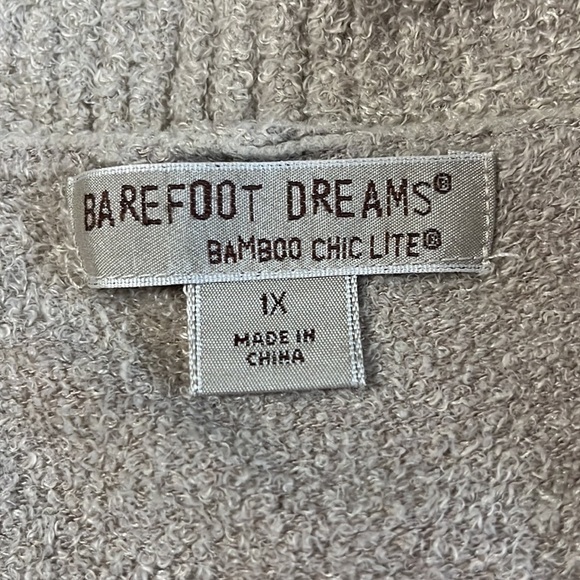 BAREFOOT DREAMS®
BAMBOO CHIC LITE®
1X
MADE IN
CHINA